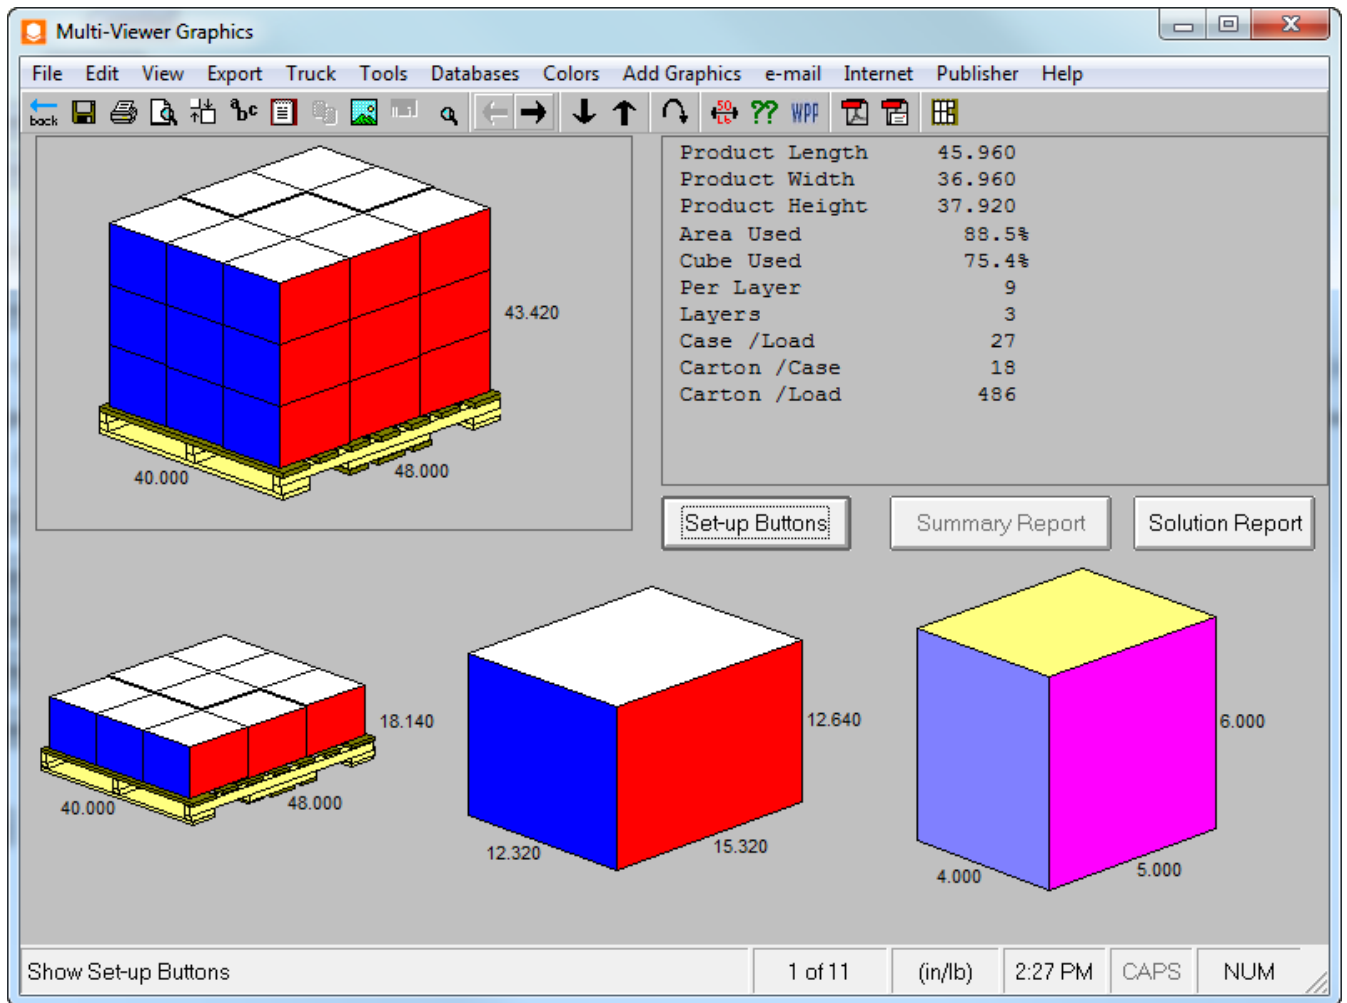 Multi-Viewer Graphics
File Edit View Export Truck Tools Databases Colors Add Graphics e-mail Internet Publisher Help
back abc 50 Lb ?? WPP
Product Length 45.960
Product Width 36.960
Product Height 37.920
Area Used 88.5%
Cube Used 75.4%
Per Layer 9
Layers 3
Case /Load 27
Carton /Case 18
Carton /Load 486
43.420
40.000
48.000
Set-up Buttons Summary Report Solution Report
18.140
40.000
48.000
12.640
12.320
15.320
6.000
4.000
5.000
Show Set-up Buttons 1 of 11 (in/lb) 2:27 PM CAPS NUM